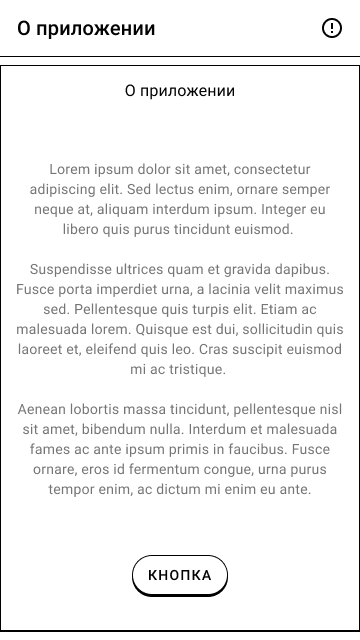 О приложении
О приложении
Lorem ipsum dolor sit amet, consectetur
adipiscing elit. Sed lectus enim, ornare semper
neque at, aliquam interdum ipsum. Integer eu
libero quis purus tincidunt euismod.
Suspendisse ultrices quam et gravida dapibus.
Fusce porta imperdiet urna, a lacinia velit maximus
sed. Pellentesque quis turpis elit. Etiam ac
malesuada lorem. Quisque est dui, sollicitudin quis
laoreet et, eleifend quis leo. Cras suscipit euismod
mi ac tristique.
Aenean lobortis massa tincidunt, pellentesque nisl
sit amet, bibendum nulla. Interdum et malesuada
fames ac ante ipsum primis in faucibus. Fusce
ornare, eros id fermentum congue, urna purus
tempor enim, ac dictum mi enim eu ante.
КНОПКА